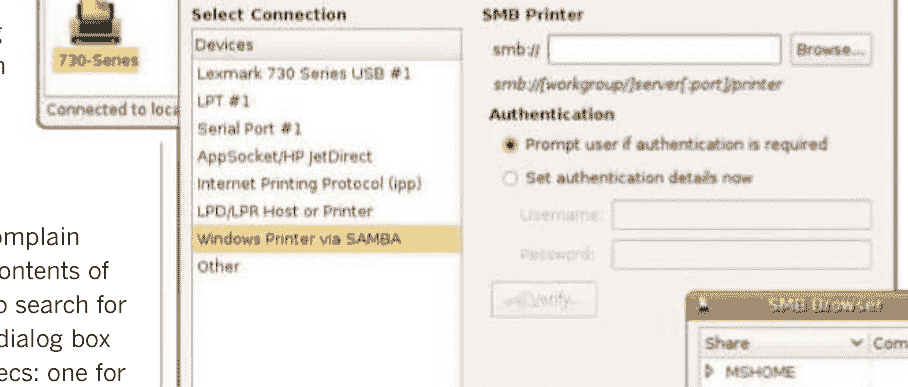 730-Series
Connected to loca
omplain
ontents of
o search for
dialog box
ecs: one for
Select Connection
Devices
Lexmark 730 Series USB #1
LPT #1
Serial Port #1
AppSocket/HP JetDirect
Internet Printing Protocol (ipp)
LPD/LPR Host or Printer
Windows Printer via SAMBA
Other
SMB Printer
smb:// Browse...
smb://[workgroup/]server[:port]/printer
Authentication
Prompt user if authentication is required
Set authentication details now
Username:
Password:
Verify...
SMB Browser
Share Com
MSHOME